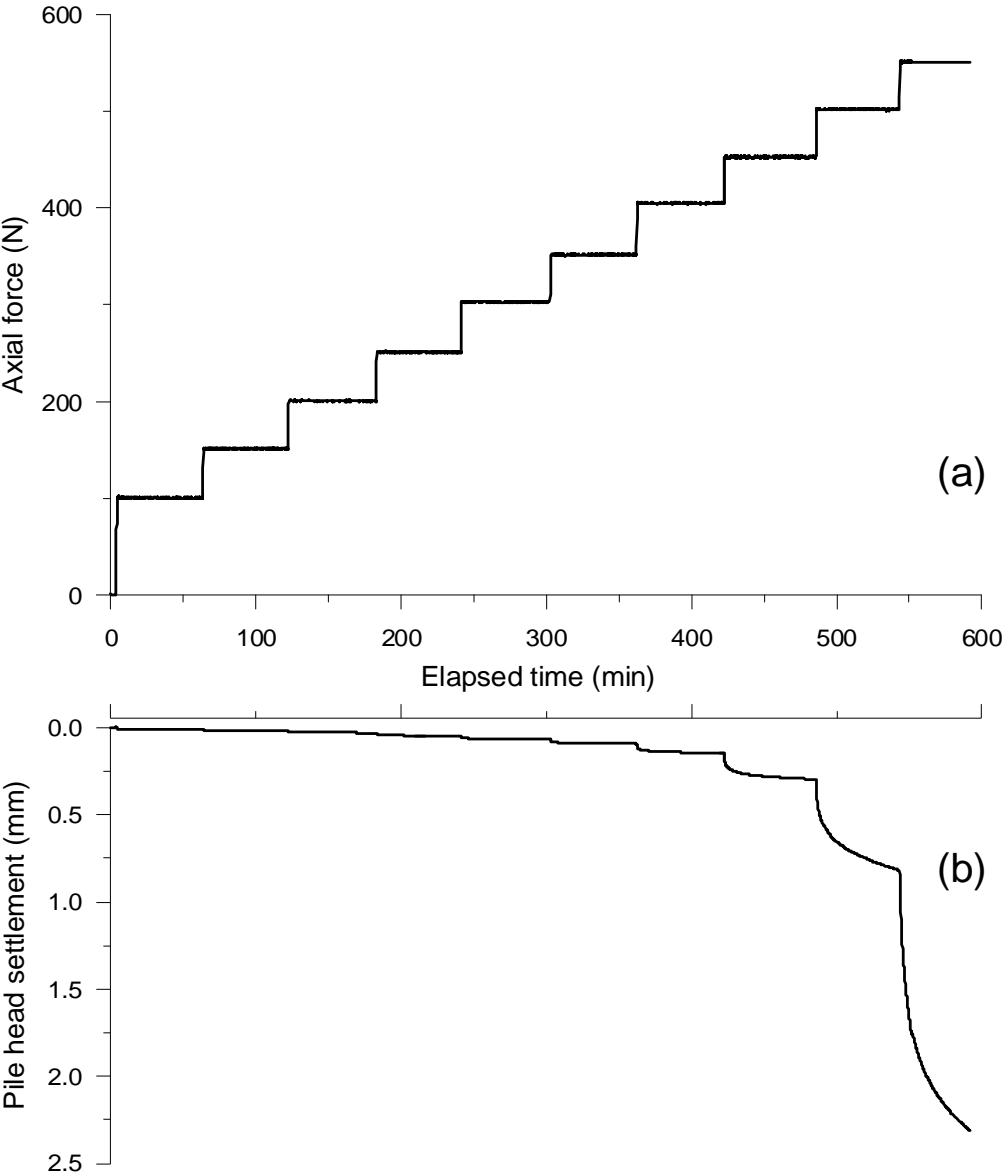 600
400
200
0
Axial force (N)
(a)
0 100 200 300 400 500 600
Elapsed time (min)
0.0
0.5
1.0
1.5
2.0
2.5
Pile head settlement (mm)
(b)